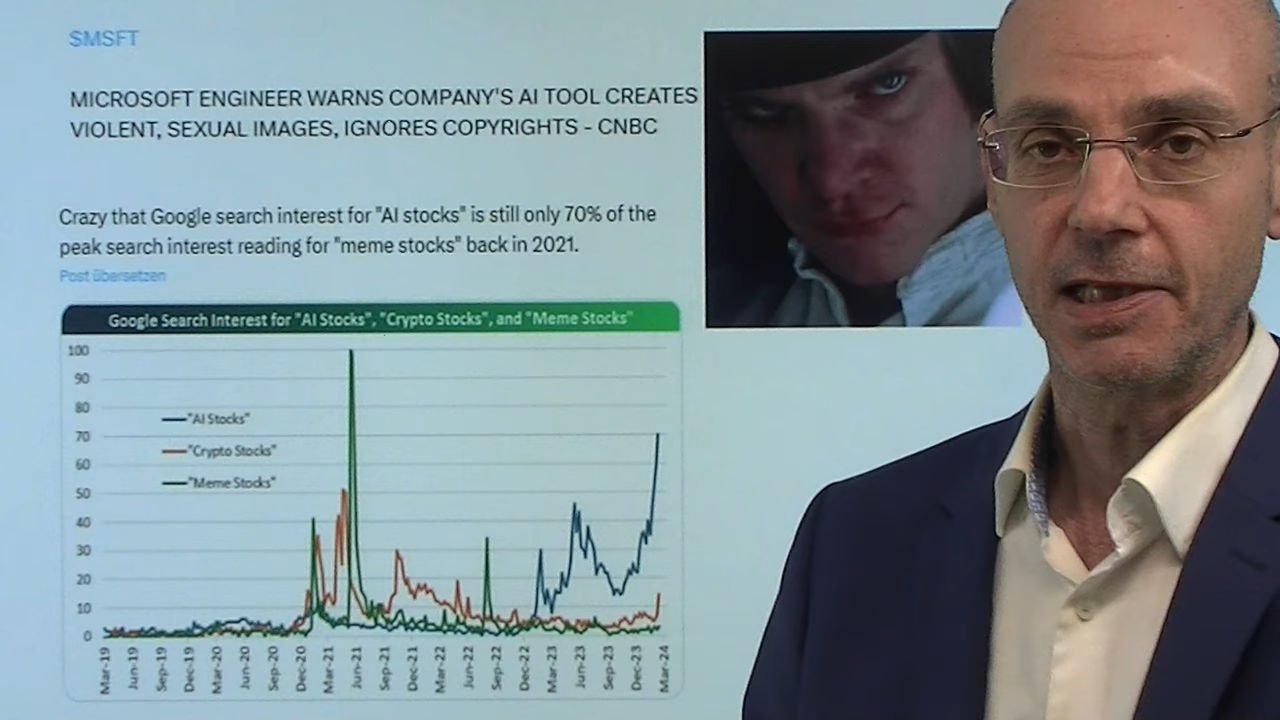 SMSFT
MICROSOFT ENGINEER WARNS COMPANY'S AI TOOL CREATES
VIOLENT, SEXUAL IMAGES, IGNORES COPYRIGHTS - CNBC
Crazy that Google search interest for "AI stocks" is still only 70% of the
peak search interest reading for "meme stocks" back in 2021.
Post übersetzen
Google Search Interest for "AI Stocks", "Crypto Stocks", and "Meme Stocks"
100
90
80
70
60
50
40
30
20
10
0
"AI Stocks"
"Crypto Stocks"
"Meme Stocks"
Mar-19
Jun-19
Sep-19
Dec-19
Mar-20
Jun-20
Sep-20
Dec-20
Mar-21
Jun-21
Sep-21
Dec-21
Mar-22
Jun-22
Sep-22
Dec-22
Mar-23
Jun-23
Sep-23
Dec-23
Mar-24